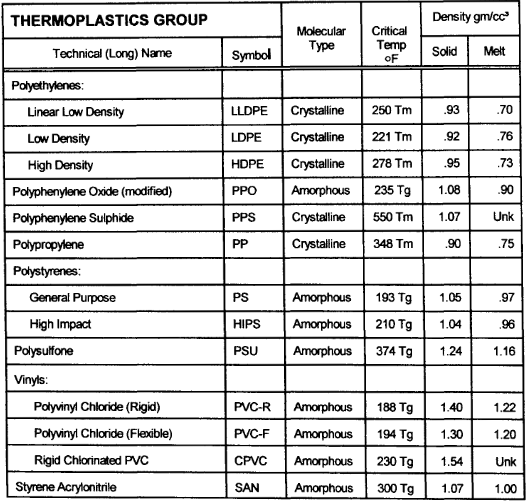 THERMOPLASTICS GROUP Molecular Type Critical Temp °F Density gm/cc³
Technical (Long) Name Symbol Solid Melt
Polyethylenes:
Linear Low Density LLDPE Crystalline 250 Tm .93 .70
Low Density LDPE Crystalline 221 Tm .92 .76
High Density HDPE Crystalline 278 Tm .95 .73
Polyphenylene Oxide (modified) PPO Amorphous 235 Tg 1.08 .90
Polyphenylene Sulphide PPS Crystalline 550 Tm 1.07 Unk
Polypropylene PP Crystalline 348 Tm .90 .75
Polystyrenes:
General Purpose PS Amorphous 193 Tg 1.05 .97
High Impact HIPS Amorphous 210 Tg 1.04 .96
Polysulfone PSU Amorphous 374 Tg 1.24 1.16
Vinyls:
Polyvinyl Chloride (Rigid) PVC-R Amorphous 188 Tg 1.40 1.22
Polyvinyl Chloride (Flexible) PVC-F Amorphous 194 Tg 1.30 1.20
Rigid Chlorinated PVC CPVC Amorphous 230 Tg 1.54 Unk
Styrene Acrylonitrile SAN Amorphous 300 Tg 1.07 1.00